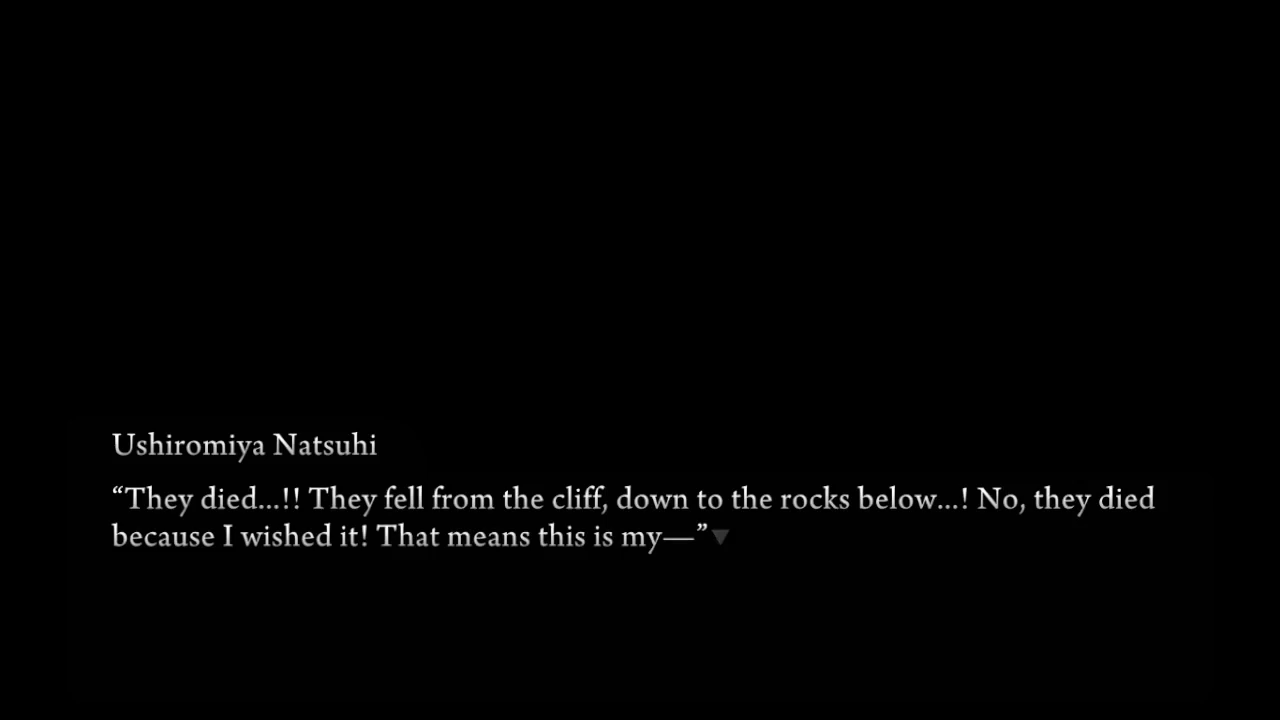 Ushiromiya Natsuhi
“They died...!! They fell from the cliff, down to the rocks below...! No, they died
because I wished it! That means this is my—”